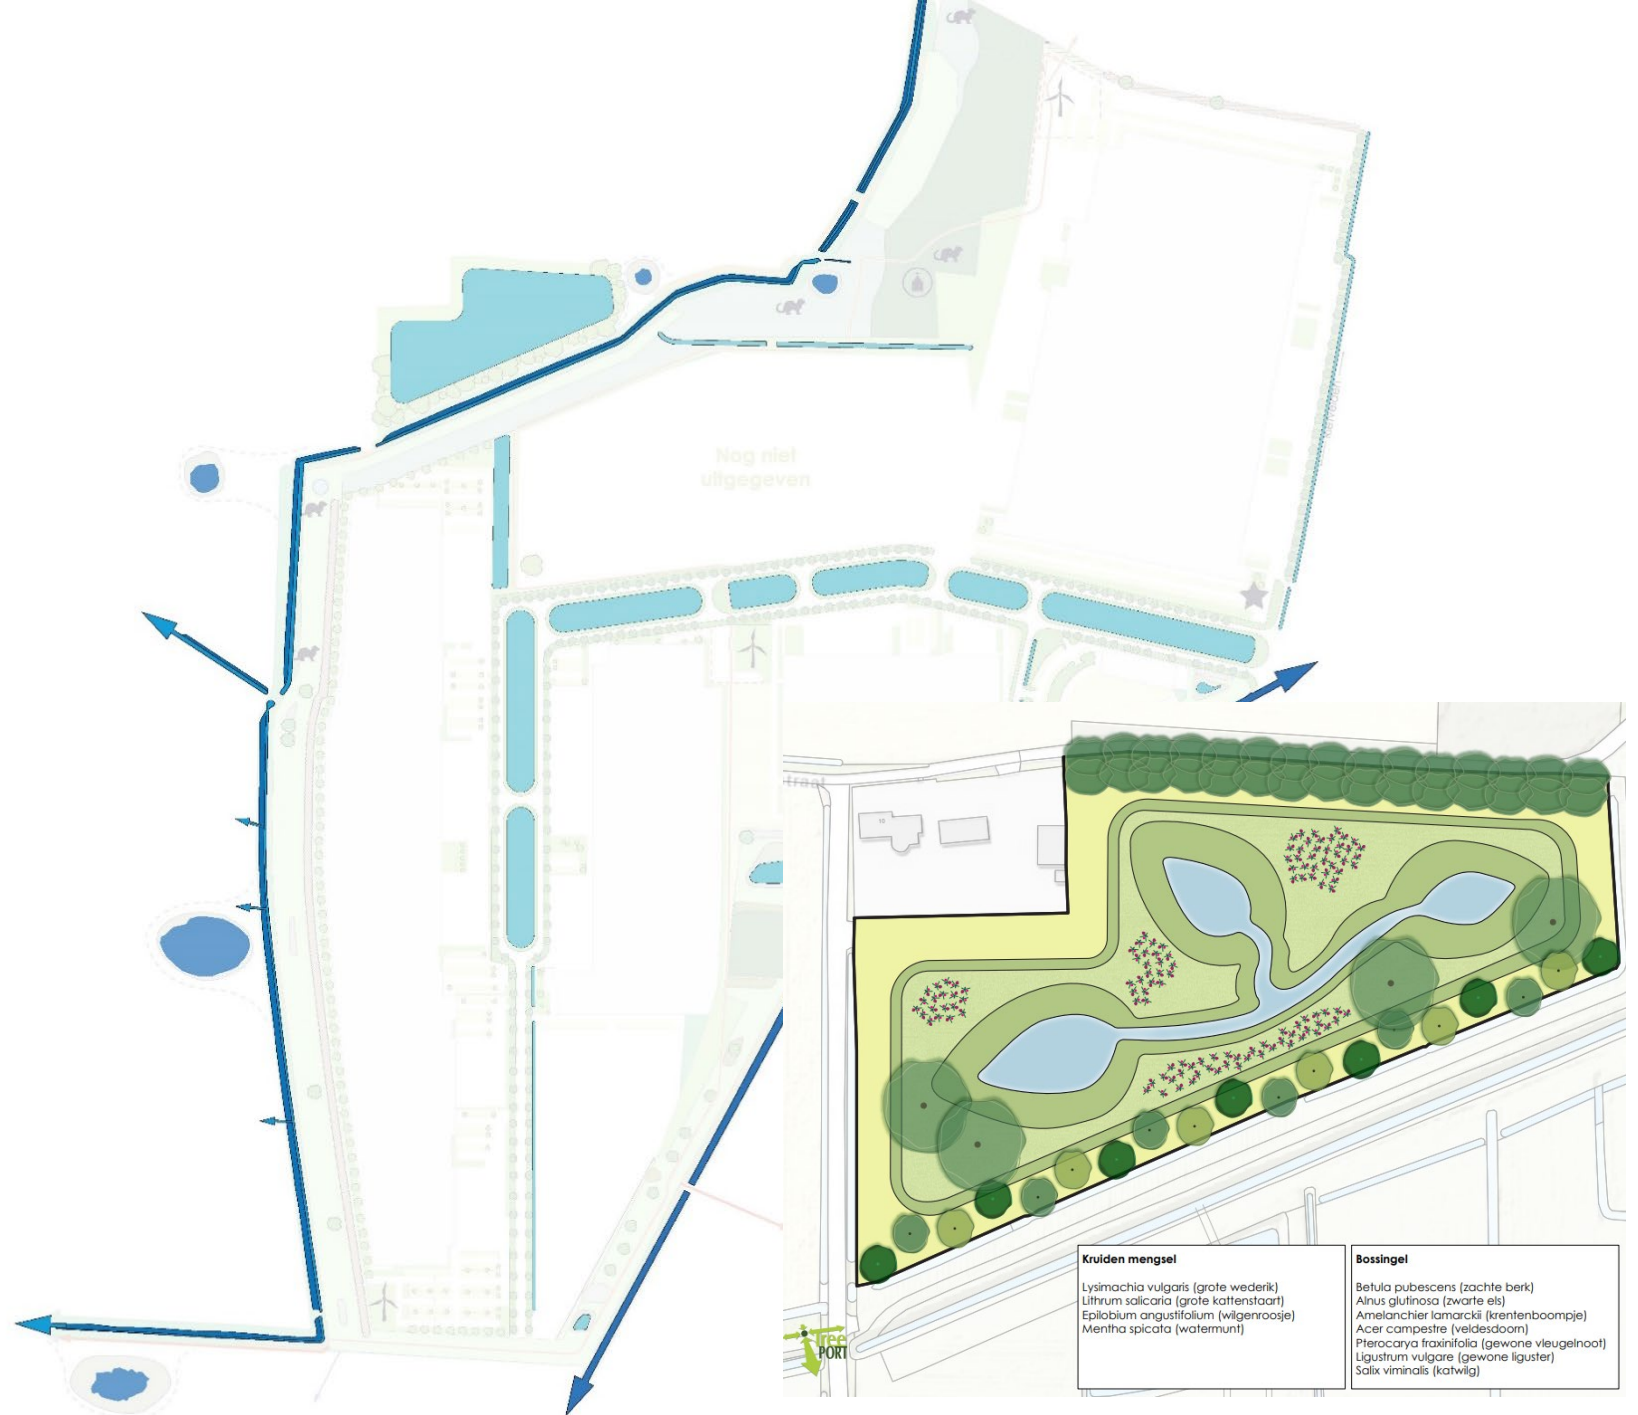 Nog niet
uitgegeven
traat
13
Kruiden mengsel
Lysimachia vulgaris (grote wederik)
Lithrum salicaria (grote kattenstaart)
Epilobium angustifolium (wilgenroosje)
Mentha spicata (watermunt)
Bossingel
Betula pubescens (zachte berk)
Alnus glutinosa (zwarte els)
Amelanchier lamarckii (krentenboompje)
Acer campestre (veldesdoorn)
Pterocarya fraxinifolia (gewone vleugelnoot)
Ligustrum vulgare (gewone liguster)
Salix viminalis (katwilg)
Tree
PORT